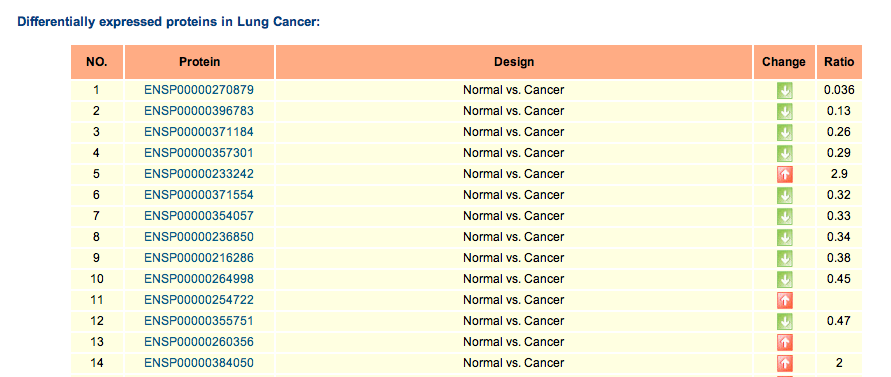 Differentially expressed proteins in Lung Cancer:
NO. Protein Design Change Ratio
1 ENSP00000270879 Normal vs. Cancer 0.036
2 ENSP00000396783 Normal vs. Cancer 0.13
3 ENSP00000371184 Normal vs. Cancer 0.26
4 ENSP00000357301 Normal vs. Cancer 0.29
5 ENSP00000233242 Normal vs. Cancer 2.9
6 ENSP00000371554 Normal vs. Cancer 0.32
7 ENSP00000354057 Normal vs. Cancer 0.33
8 ENSP00000236850 Normal vs. Cancer 0.34
9 ENSP00000216286 Normal vs. Cancer 0.38
10 ENSP00000264998 Normal vs. Cancer 0.45
11 ENSP00000254722 Normal vs. Cancer
12 ENSP00000355751 Normal vs. Cancer 0.47
13 ENSP00000260356 Normal vs. Cancer
14 ENSP00000384050 Normal vs. Cancer 2